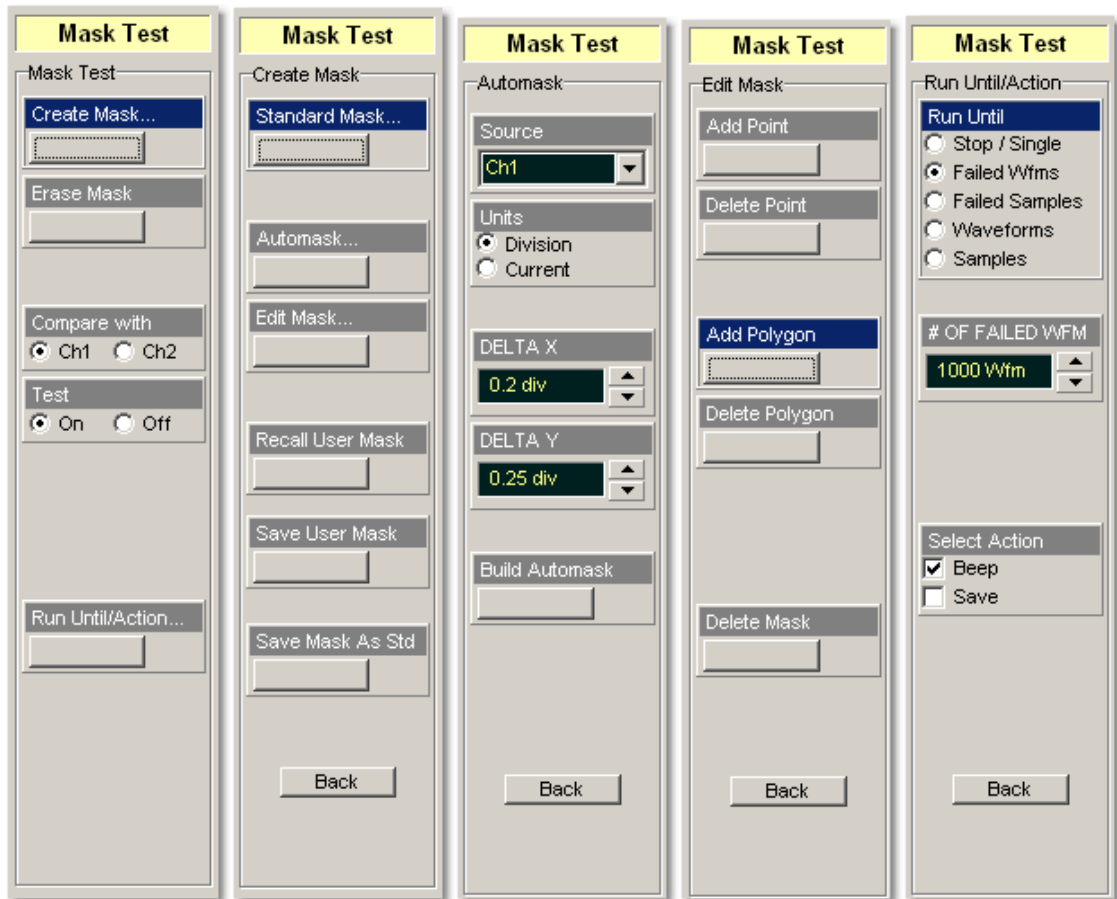 Mask Test
Mask Test
Create Mask...
Erase Mask
Compare with
Ch1 Ch2
Test
On Off
Run Until/Action...
Mask Test
Create Mask
Standard Mask...
Automask...
Edit Mask...
Recall User Mask
Save User Mask
Save Mask As Std
Back
Mask Test
Automask
Source
Ch1
Units
Division
Current
DELTA X
0.2 div
DELTA Y
0.25 div
Build Automask
Back
Mask Test
Edit Mask
Add Point
Delete Point
Add Polygon
Delete Polygon
Delete Mask
Back
Mask Test
Run Until/Action
Run Until
Stop / Single
Failed Wfms
Failed Samples
Waveforms
Samples
# OF FAILED WFM
1000 Wfm
Select Action
Beep
Save
Back